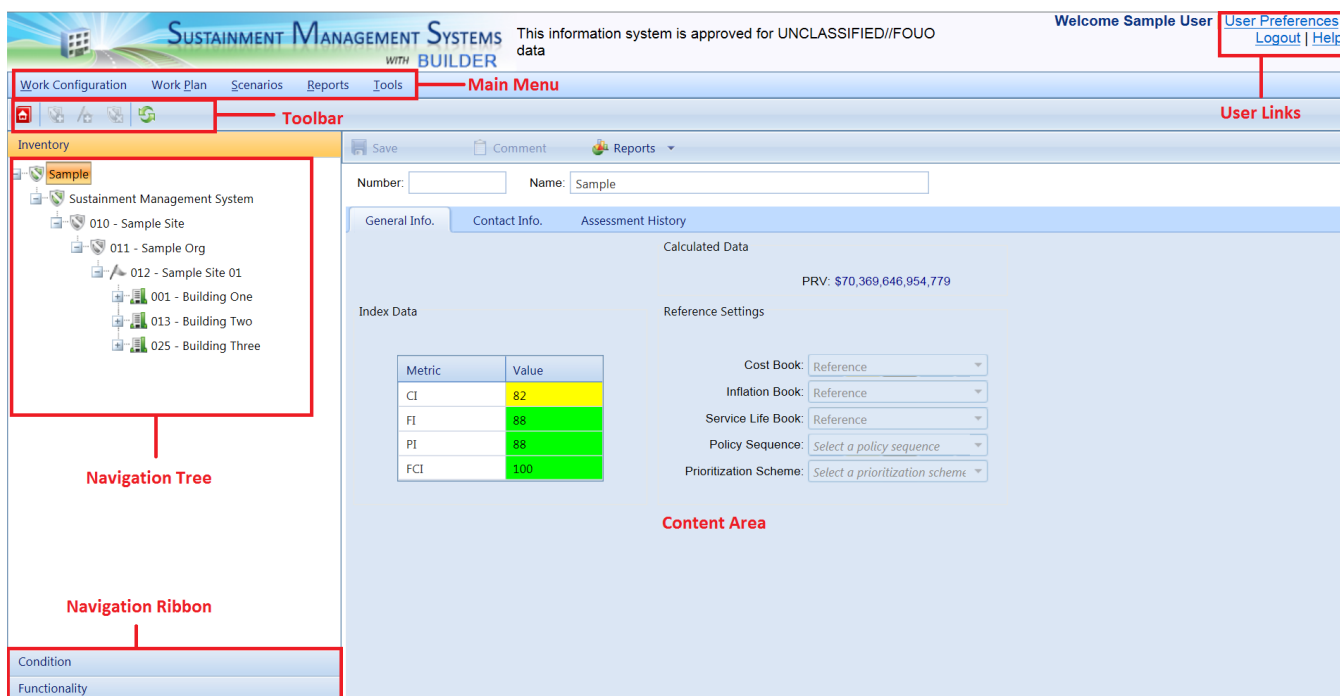 SUSTAINMENT MANAGEMENT SYSTEMS
WITH BUILDER
This information system is approved for UNCLASSIFIED//FOUO
data
Welcome Sample User
User Preferences
Logout | Help
Work Configuration Work Plan Scenarios Reports Tools
Main Menu
User Links
Toolbar
Inventory
Save Comment Reports
Sample
Number: Name: Sample
Sustainment Management System
010 - Sample Site
011 - Sample Org
012 - Sample Site 01
001 - Building One
013 - Building Two
025 - Building Three
Navigation Tree
General Info. Contact Info. Assessment History
Calculated Data
PRV: $70,369,646,954,779
Index Data
Metric Value
CI 82
FI 88
PI 88
FCI 100
Reference Settings
Cost Book: Reference
Inflation Book: Reference
Service Life Book: Reference
Policy Sequence: Select a policy sequence
Prioritization Scheme: Select a prioritization scheme
Content Area
Navigation Ribbon
Condition
Functionality